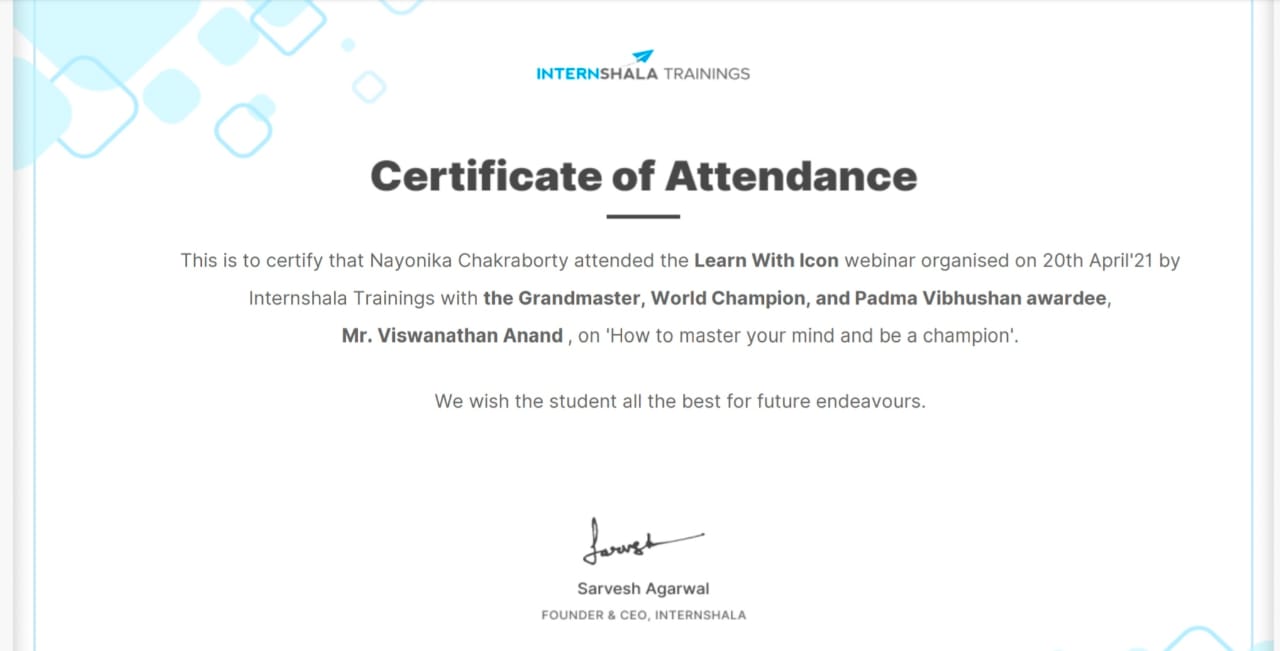 INTERNSHALA TRAININGS
Certificate of Attendance
This is to certify that Nayonika Chakraborty attended the Learn With Icon webinar organised on 20th April'21 by
Internshala Trainings with the Grandmaster, World Champion, and Padma Vibhushan awardee,
Mr. Viswanathan Anand , on 'How to master your mind and be a champion'.
We wish the student all the best for future endeavours.
Sarvesh
Sarvesh Agarwal
FOUNDER & CEO, INTERNSHALA